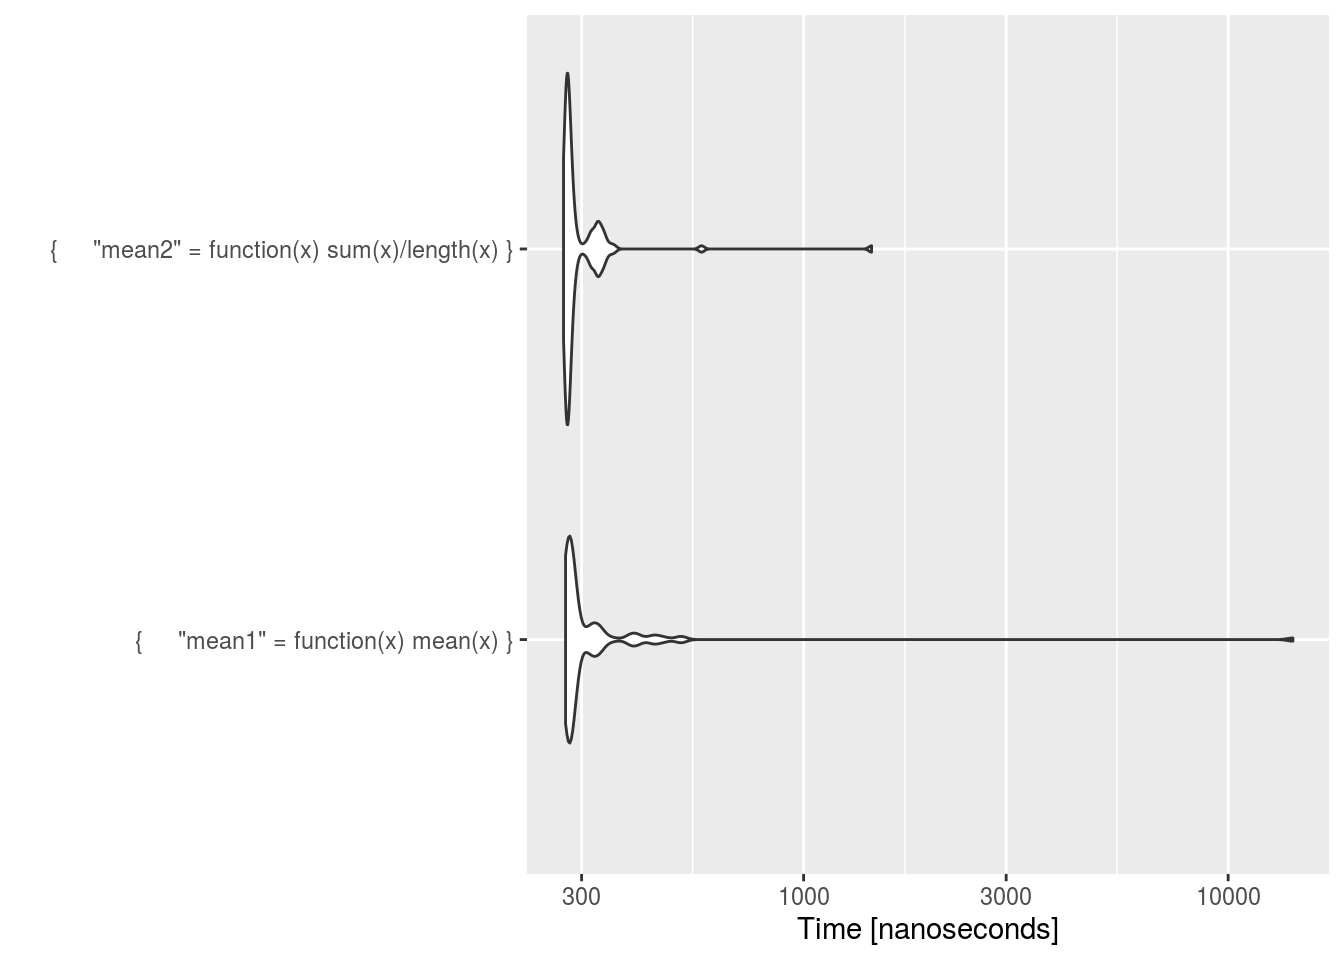 {     "mean2" = function(x) sum(x)/length(x) }
{     "mean1" = function(x) mean(x) }
300 1000 3000 10000
Time [nanoseconds]